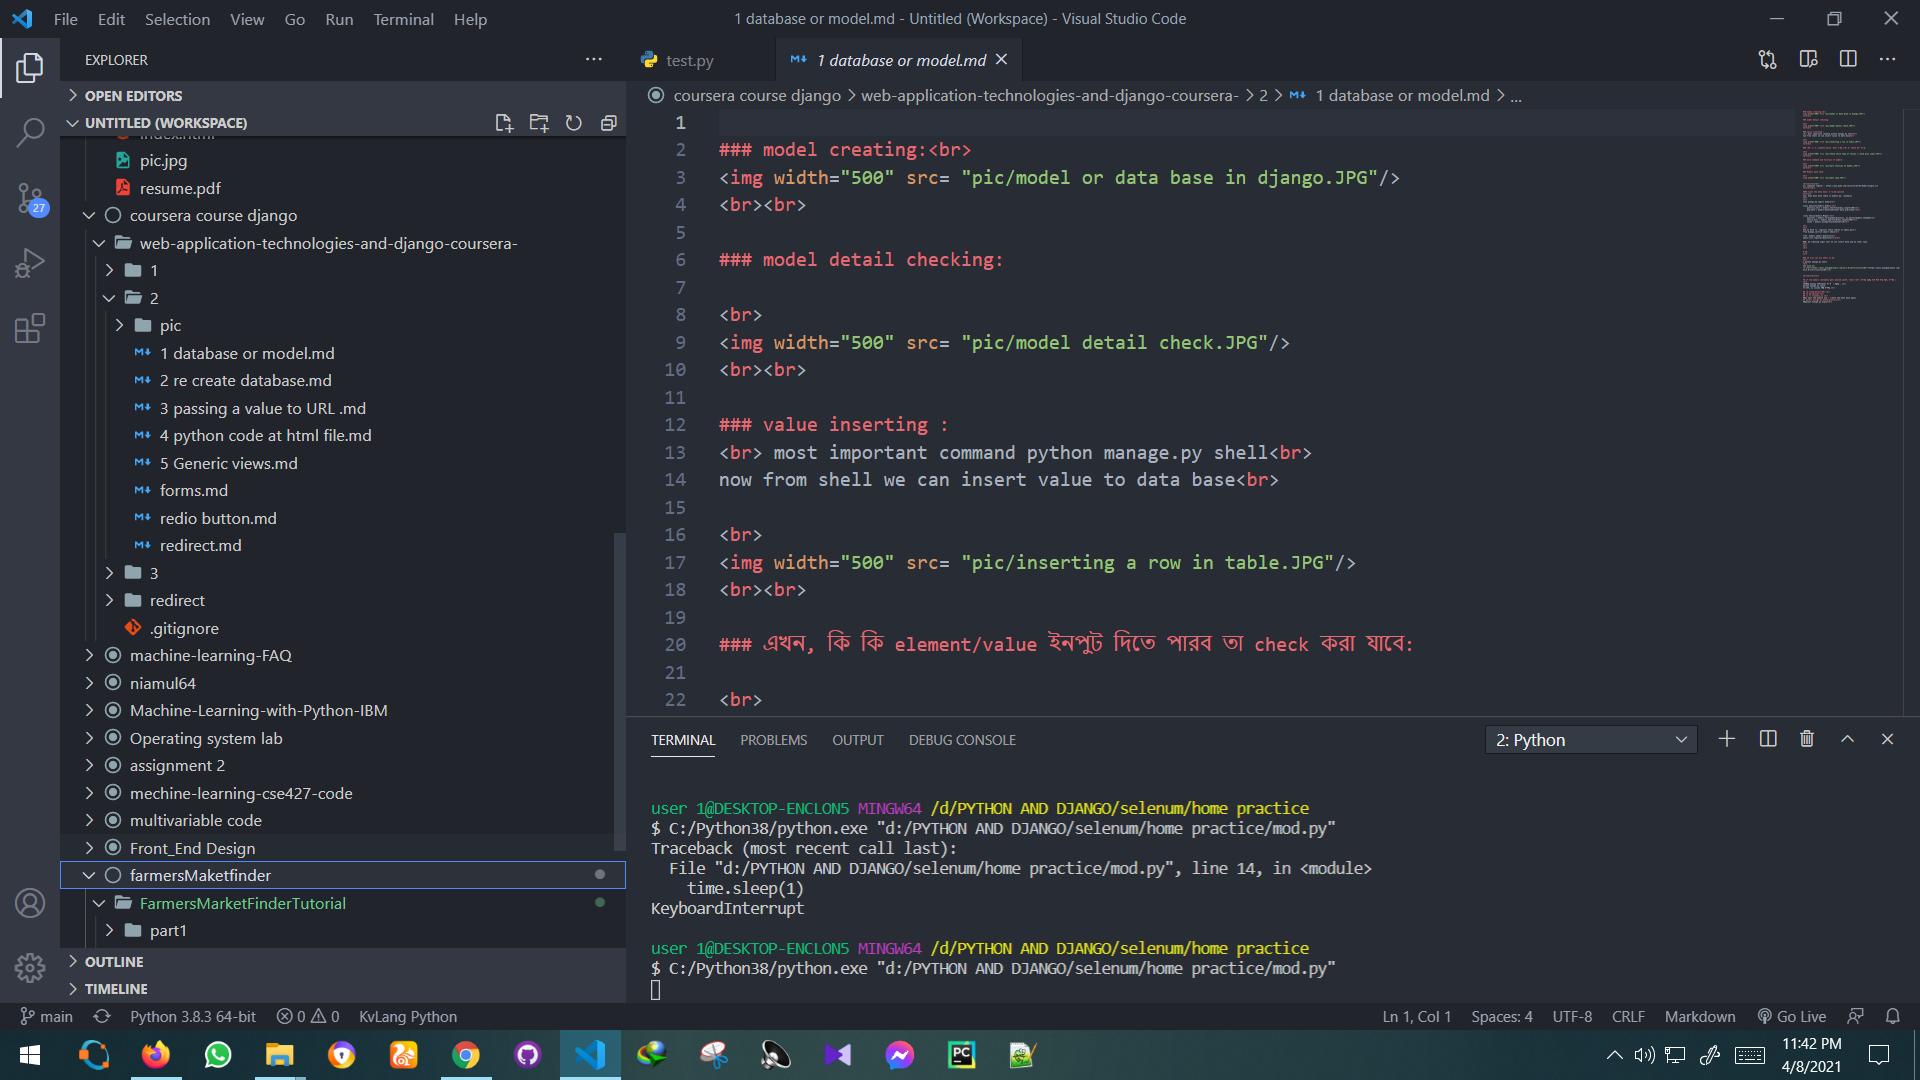 File Edit Selection View Go Run Terminal Help
1 database or model.md - Untitled (Workspace) - Visual Studio Code
EXPLORER
OPEN EDITORS
UNTITLED (WORKSPACE)
pic.jpg
resume.pdf
coursera course django
web-application-technologies-and-django-coursera-
1
2
pic
1 database or model.md
2 re create database.md
3 passing a value to URL .md
4 python code at html file.md
5 Generic views.md
forms.md
redio button.md
redirect.md
3
redirect
.gitignore
machine-learning-FAQ
niamul64
Machine-Learning-with-Python-IBM
Operating system lab
assignment 2
mechine-learning-cse427-code
multivariable code
Front_End Design
farmersMaketfinder
FarmersMarketFinderTutorial
part1
OUTLINE
TIMELINE
27
test.py
1 database or model.md
coursera course django > web-application-technologies-and-django-coursera- > 2 > 1 database or model.md > ...
1
2 ### model creating:<br>
3 <img width="500" src= "pic/model or data base in django.JPG"/>
4 <br><br>
5
6 ### model detail checking:
7
8 <br>
9 <img width="500" src= "pic/model detail check.JPG"/>
10 <br><br>
11
12 ### value inserting :
13 <br> most important command python manage.py shell<br>
14 now from shell we can insert value to data base<br>
15
16 <br>
17 <img width="500" src= "pic/inserting a row in table.JPG"/>
18 <br><br>
19
20 ### এখন, কি কি element/value ইনপুট দিতে পারব তা check করা যাবে:
21
22 <br>
TERMINAL PROBLEMS OUTPUT DEBUG CONSOLE
2: Python
user 1@DESKTOP-ENCLON5 MINGW64 /d/PYTHON AND DJANGO/selenum/home practice
$ C:/Python38/python.exe "d:/PYTHON AND DJANGO/selenum/home practice/mod.py"
Traceback (most recent call last):
File "d:/PYTHON AND DJANGO/selenum/home practice/mod.py", line 14, in <module>
time.sleep(1)
KeyboardInterrupt
user 1@DESKTOP-ENCLON5 MINGW64 /d/PYTHON AND DJANGO/selenum/home practice
$ C:/Python38/python.exe "d:/PYTHON AND DJANGO/selenum/home practice/mod.py"
main Python 3.8.3 64-bit 0 0 KvLang Python
Ln 1, Col 1 Spaces: 4 UTF-8 CRLF Markdown Go Live
11:42 PM
4/8/2021